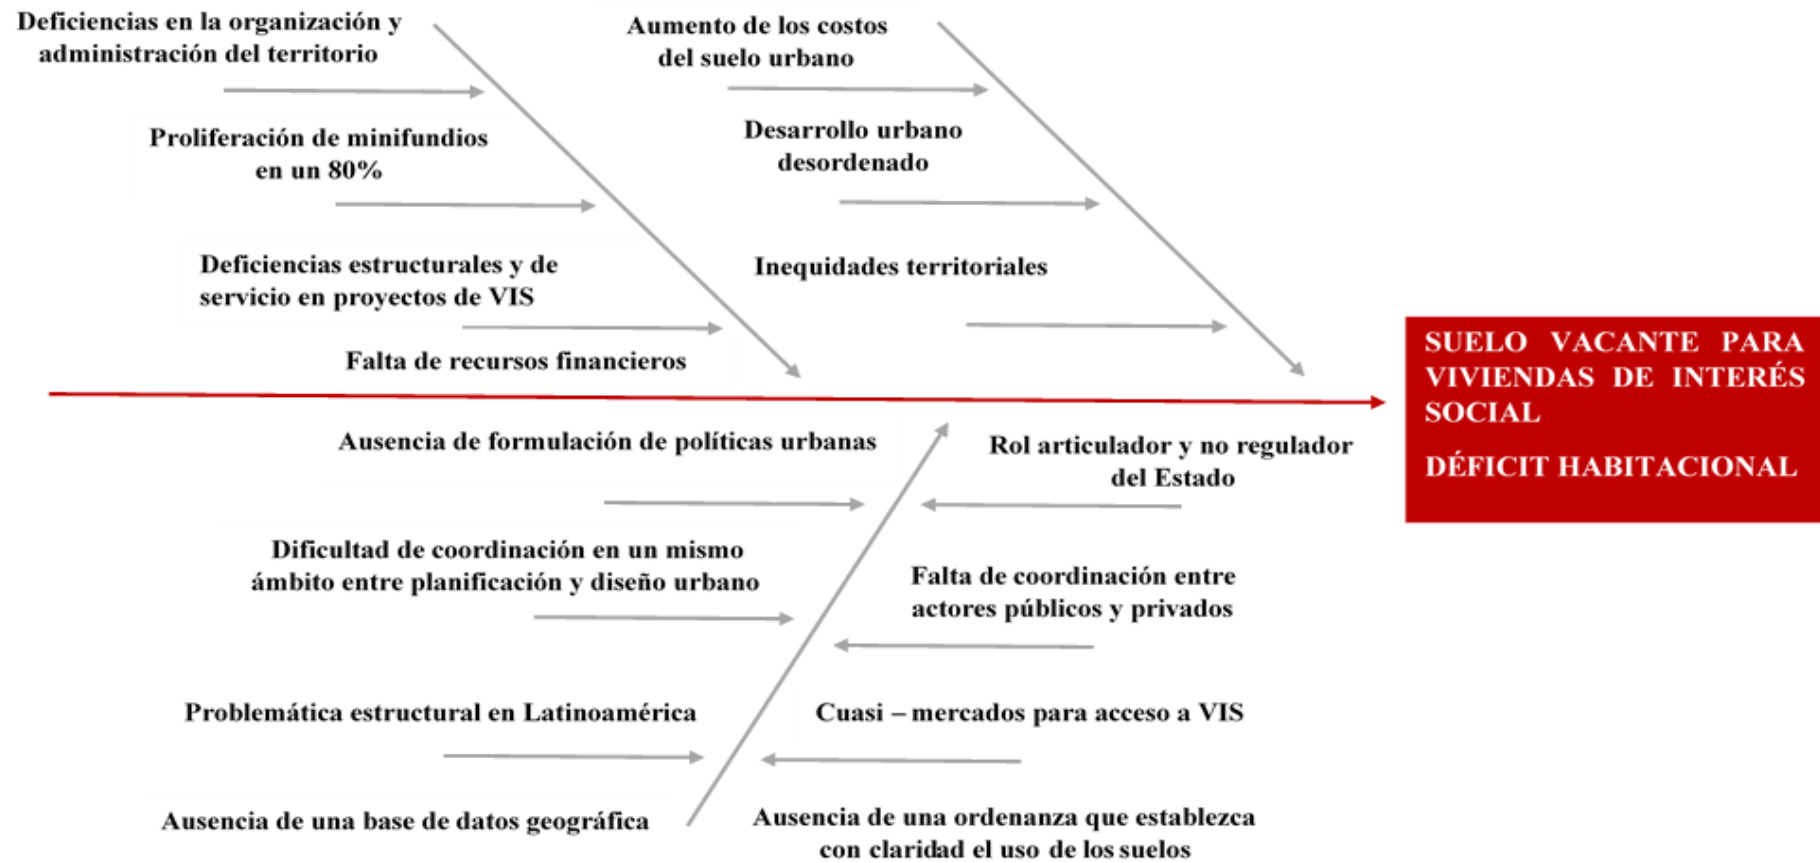 Deficiencias en la organización y
administración del territorio
Proliferación de minifundios
en un 80%
Deficiencias estructurales y de
servicio en proyectos de VIS
Falta de recursos financieros
Aumento de los costos
del suelo urbano
Desarrollo urbano
desordenado
Inequidades territoriales
SUELO VACANTE PARA
VIVIENDAS DE INTERÉS
SOCIAL
DÉFICIT HABITACIONAL
Ausencia de formulación de políticas urbanas
Dificultad de coordinación en un mismo
ámbito entre planificación y diseño urbano
Problemática estructural en Latinoamérica
Ausencia de una base de datos geográfica
Rol articulador y no regulador
del Estado
Falta de coordinación entre
actores públicos y privados
Cuasi – mercados para acceso a VIS
Ausencia de una ordenanza que establezca
con claridad el uso de los suelos